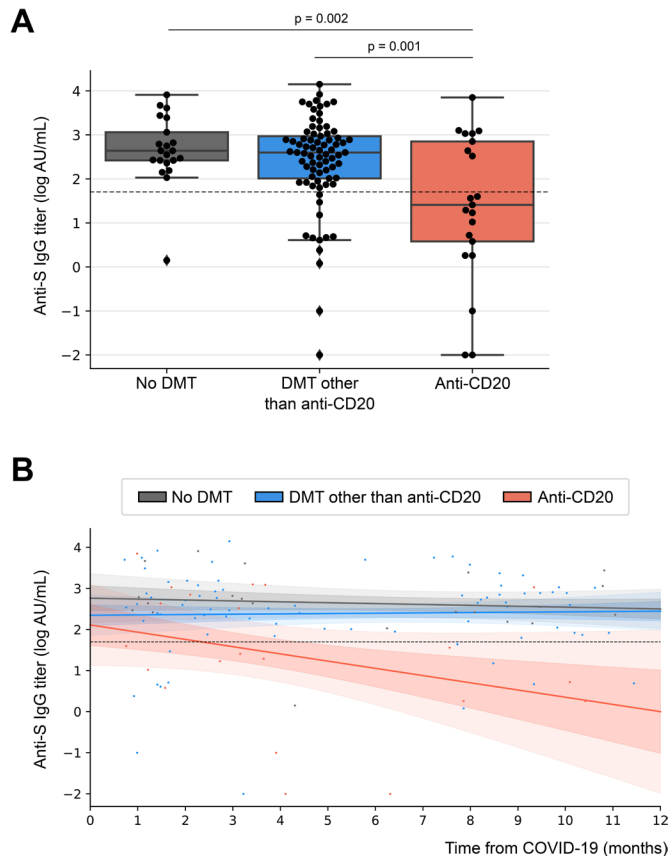 A
p = 0.002
p = 0.001
Anti-S IgG titer (log AU/mL)
4
3
2
1
0
−1
−2
No DMT
DMT other
than anti-CD20
Anti-CD20
B
No DMT DMT other than anti-CD20 Anti-CD20
Anti-S IgG titer (log AU/mL)
4
3
2
1
0
−1
−2
0 1 2 3 4 5 6 7 8 9 10 11 12
Time from COVID-19 (months)